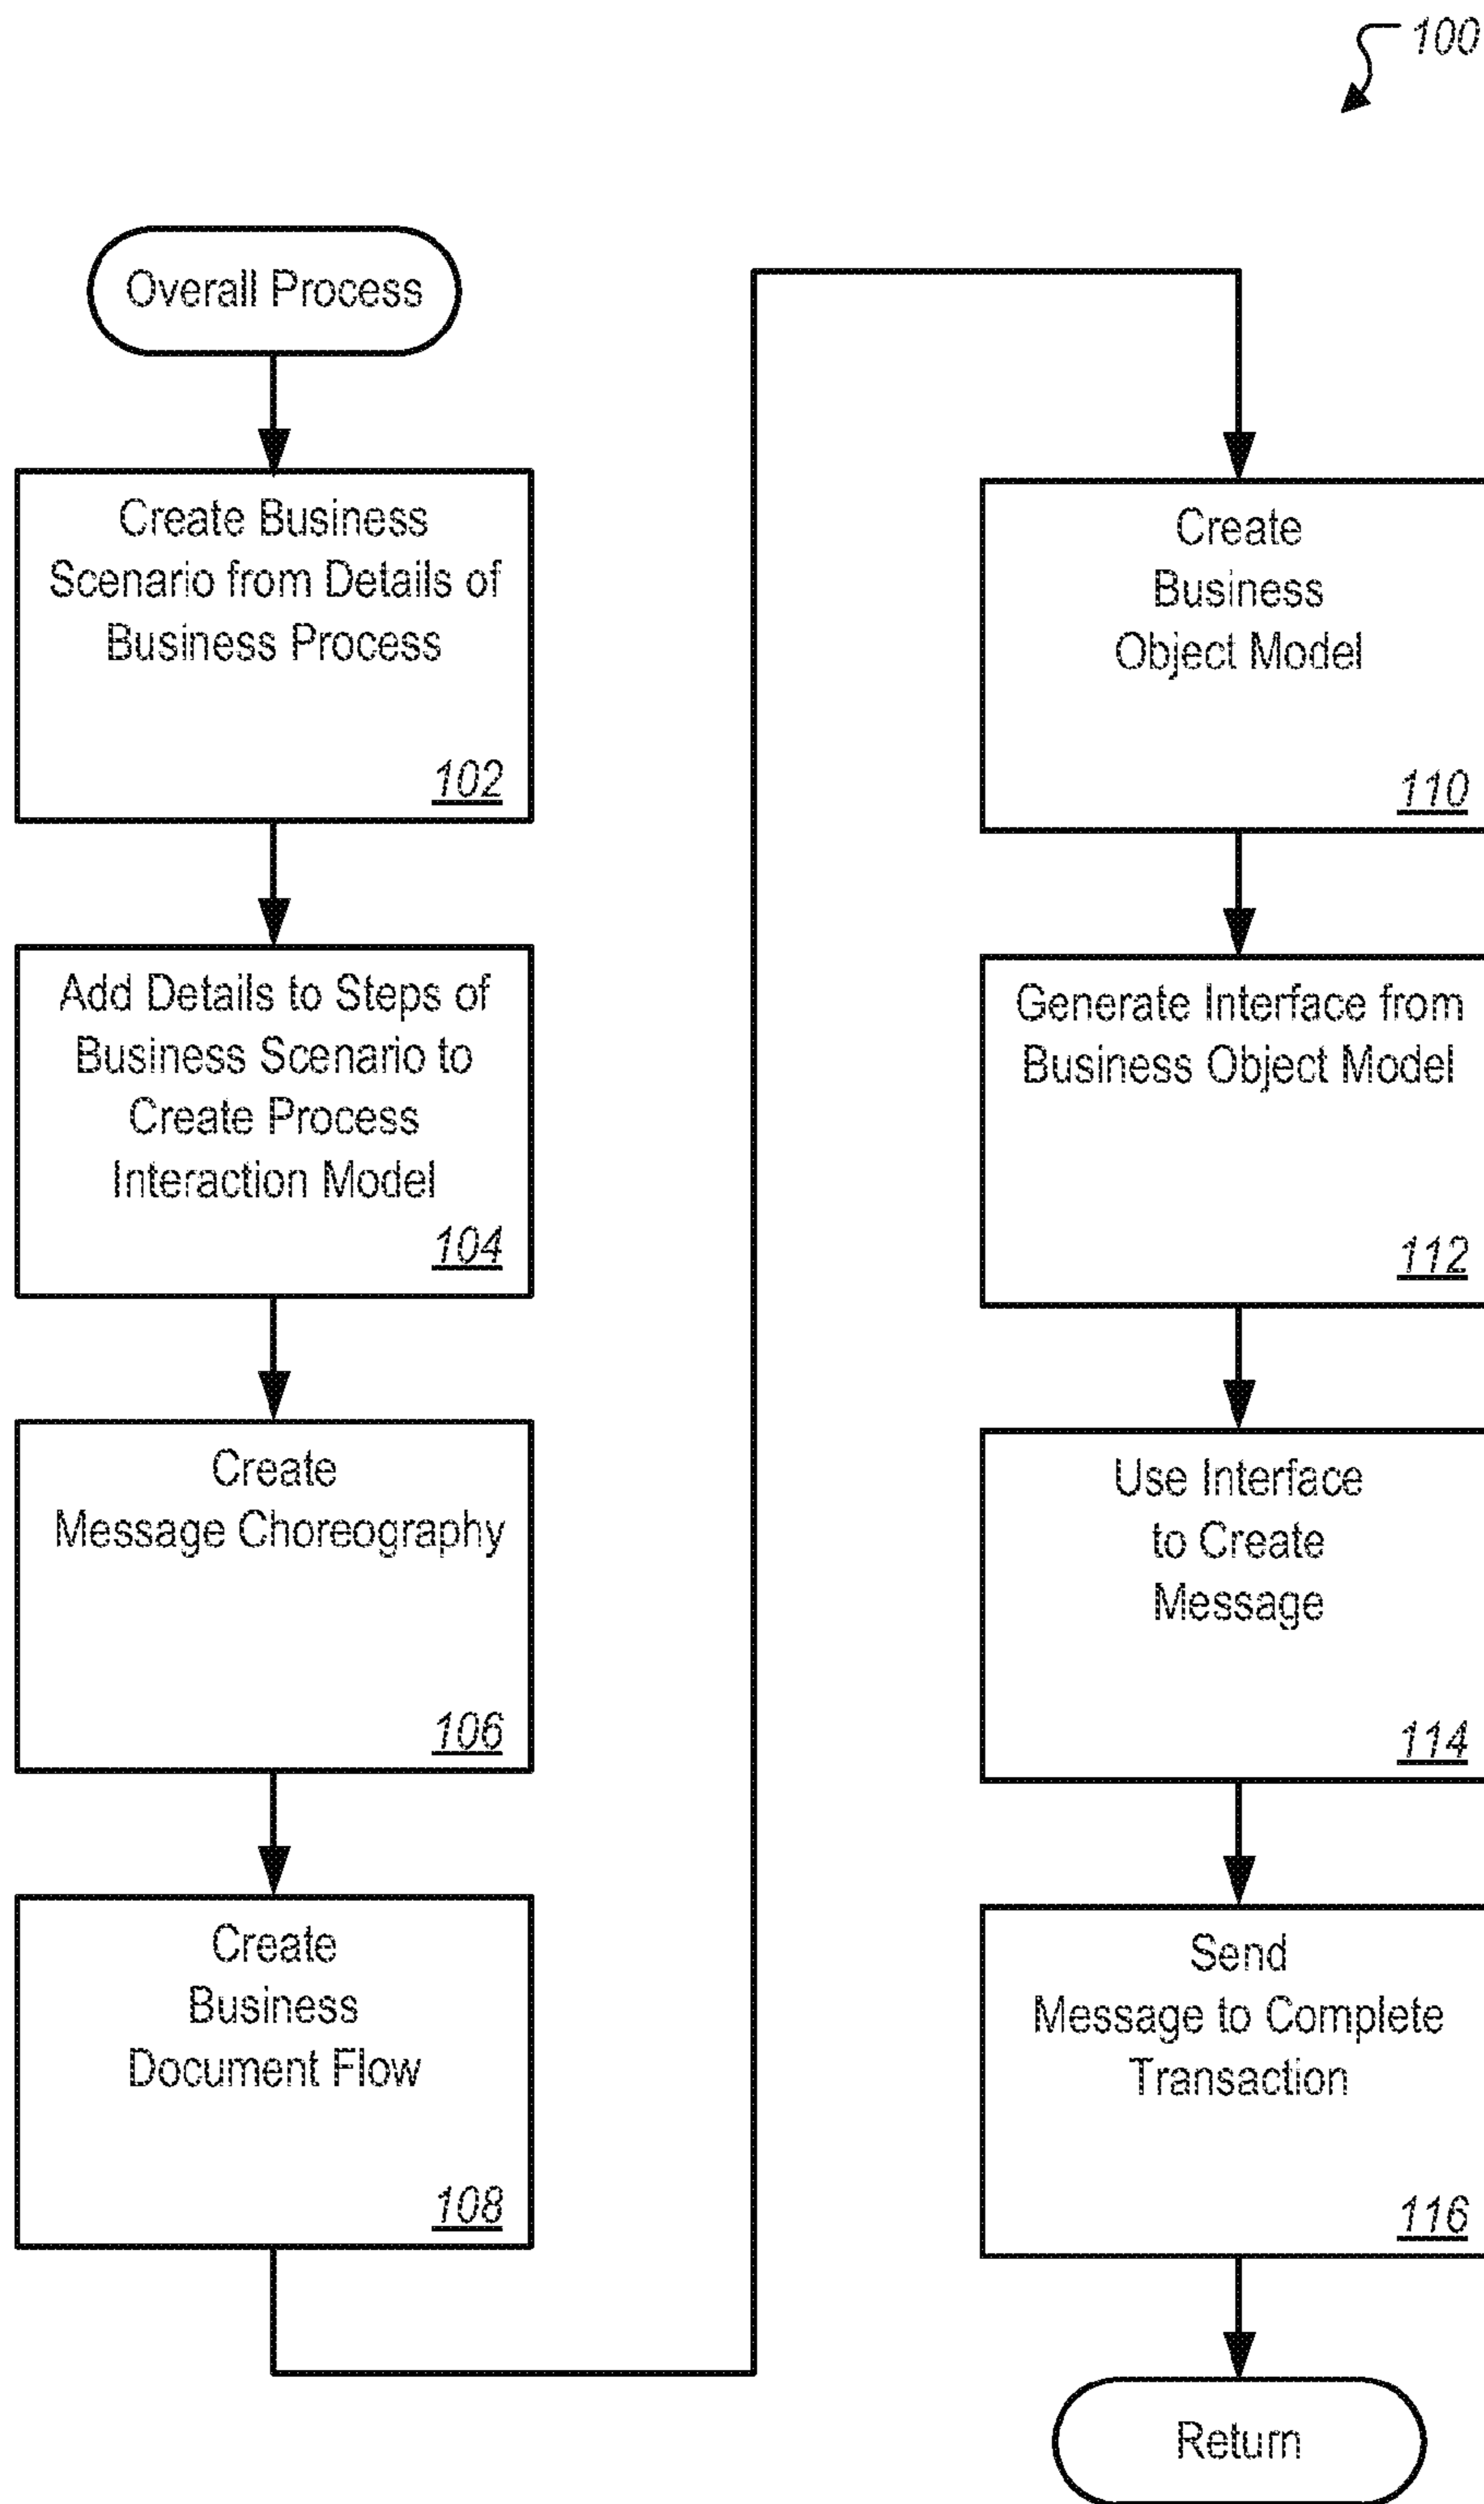 100
Overall Process
Create Business
Scenario from Details of
Business Process
102
Add Details to Steps of
Business Scenario to
Create Process
Interaction Model
104
Create
Message Choreography
106
Create
Business
Document Flow
108
Create
Business
Object Model
110
Generate Interface from
Business Object Model
112
Use Interface
to Create
Message
114
Send
Message to Complete
Transaction
116
Return